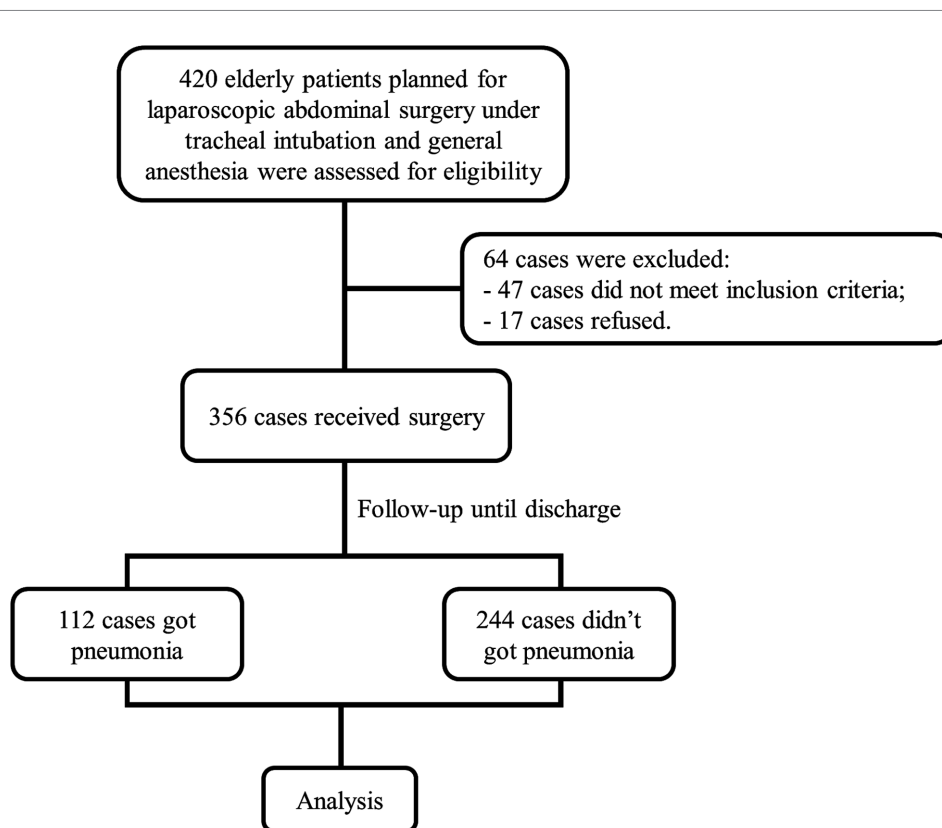 420 elderly patients planned for
laparoscopic abdominal surgery under
tracheal intubation and general
anesthesia were assessed for eligibility
64 cases were excluded:
- 47 cases did not meet inclusion criteria;
- 17 cases refused.
356 cases received surgery
Follow-up until discharge
112 cases got
pneumonia
244 cases didn’t
got pneumonia
Analysis